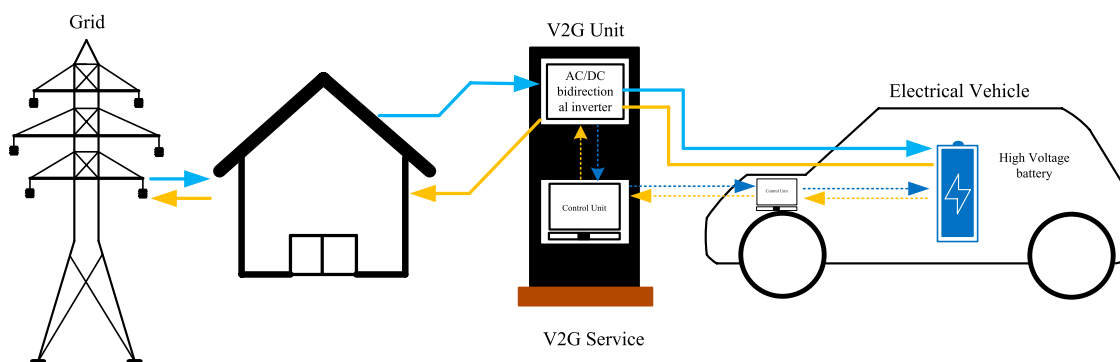 Grid
V2G Unit
AC/DC
bidirection
al inverter
Control Unit
V2G Service
Electrical Vehicle
High Voltage
battery
Control Unit